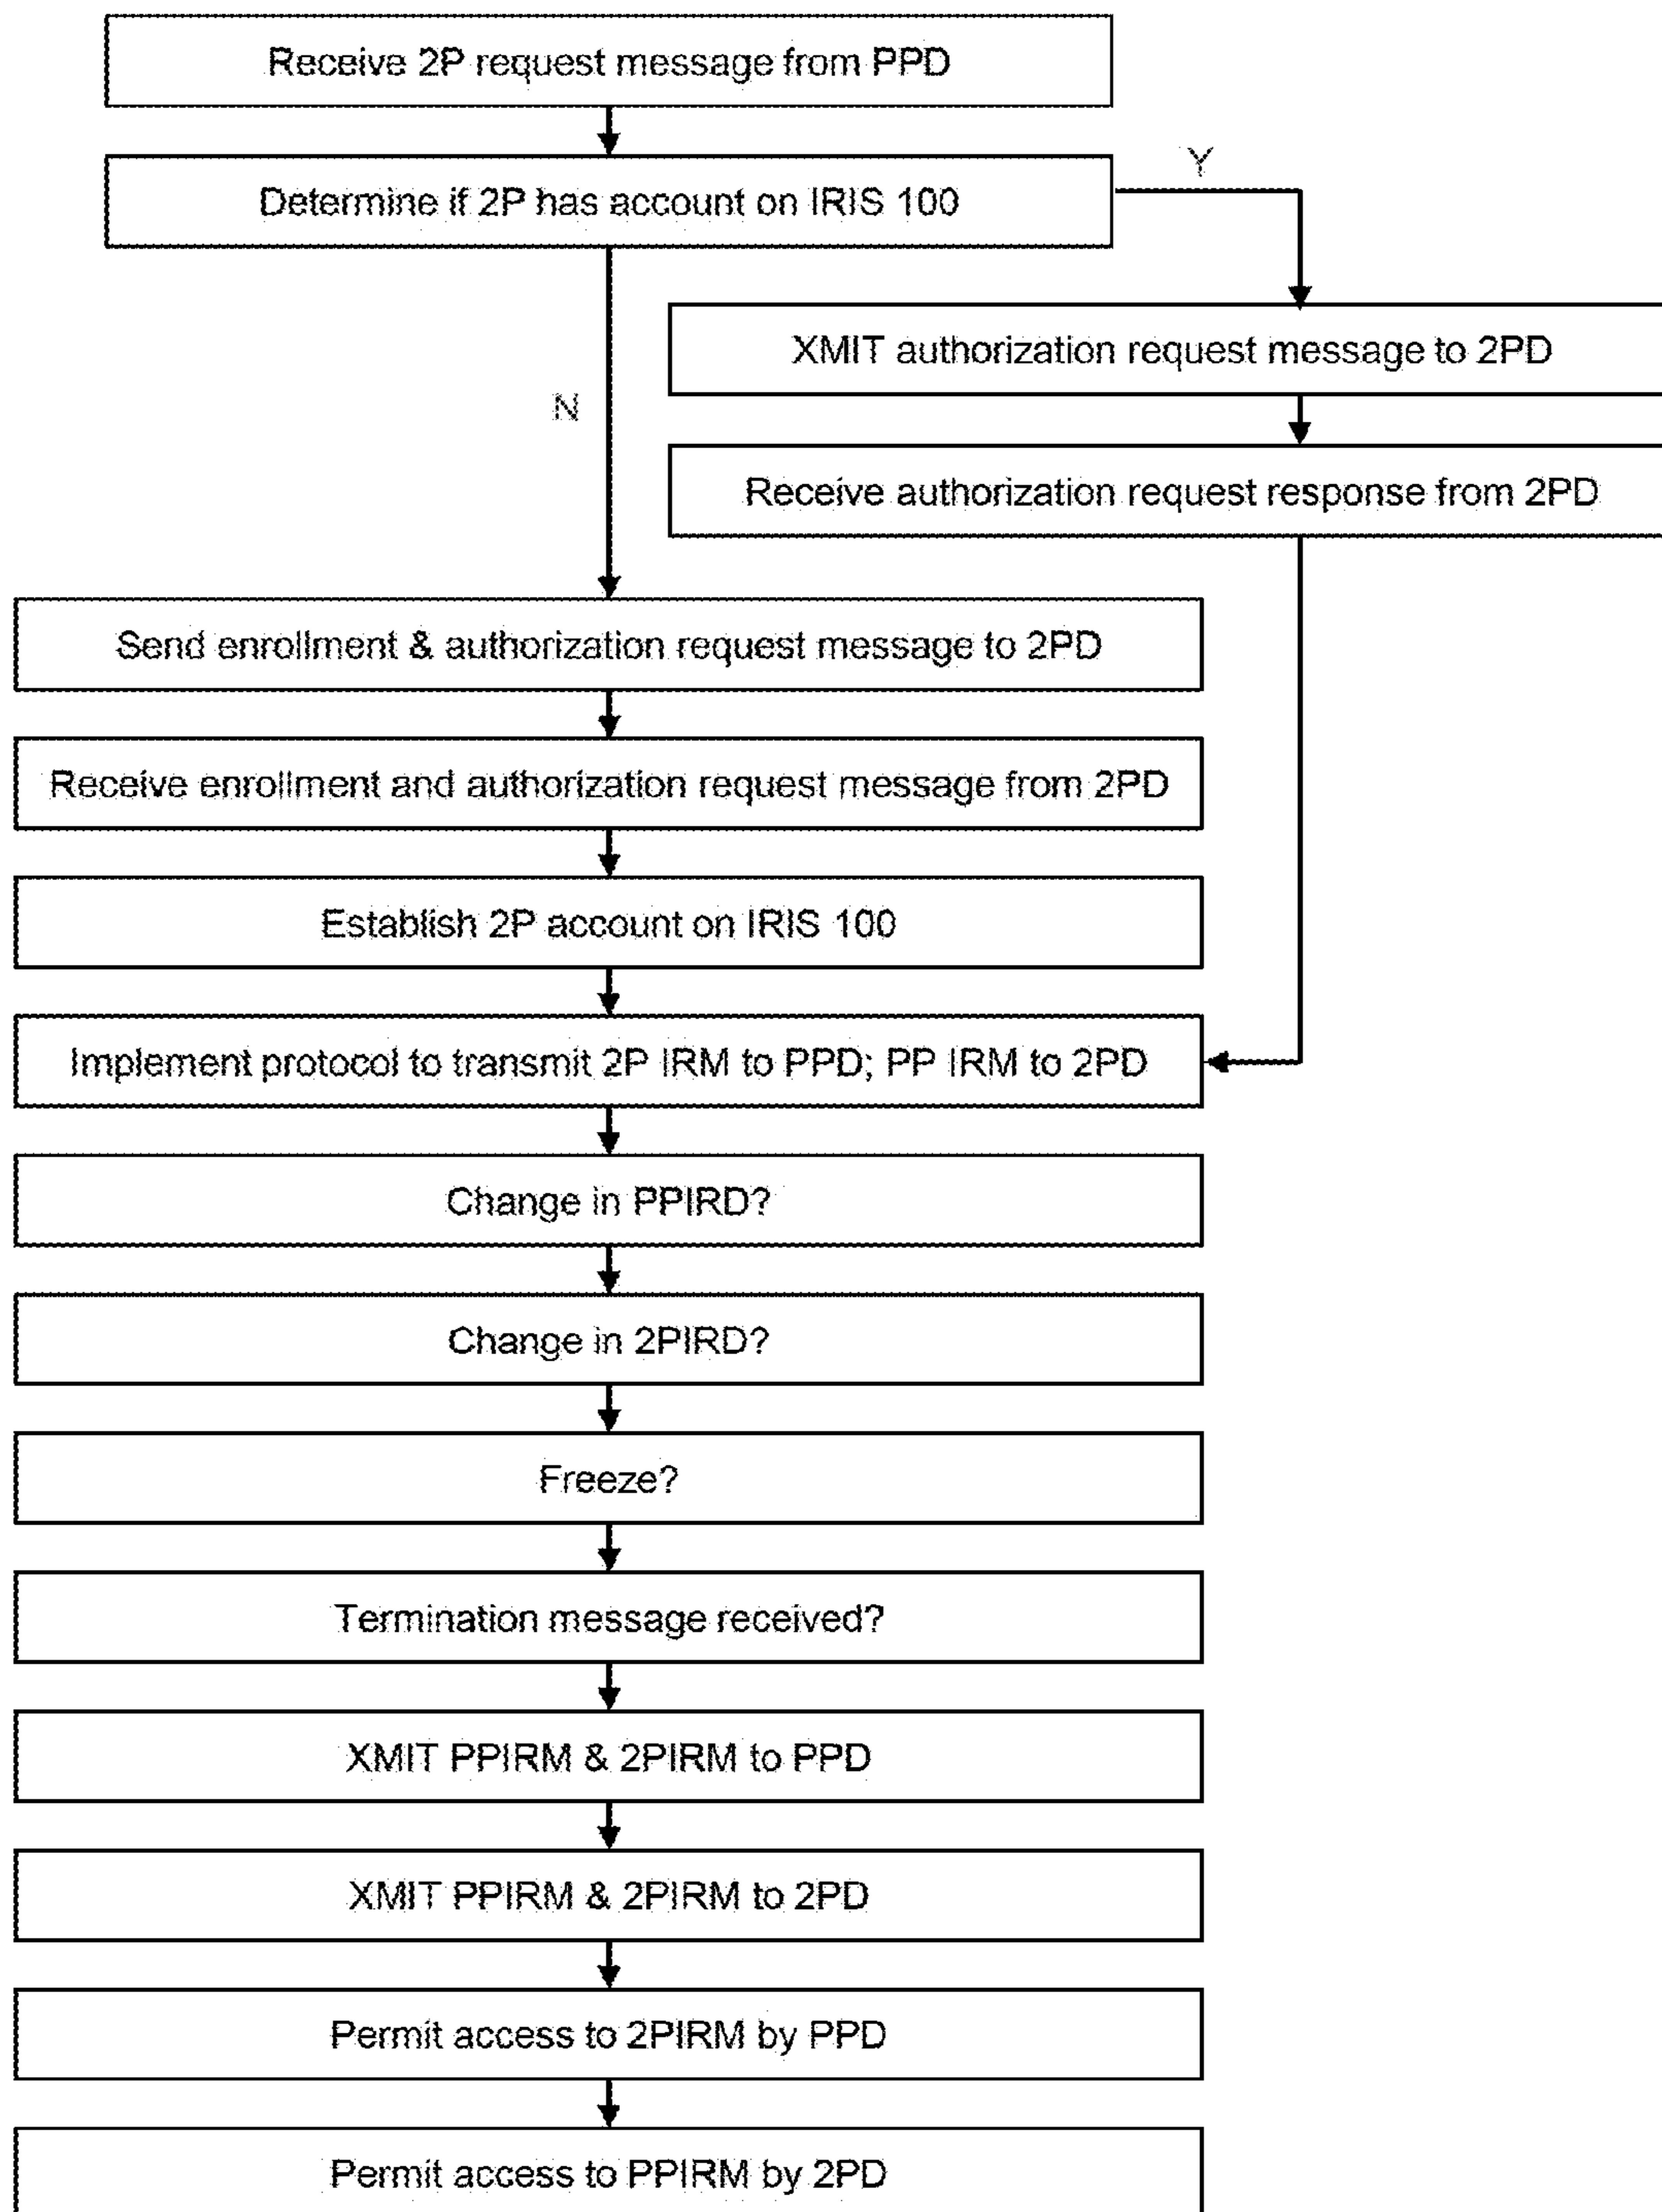 Receive 2P request message from PPD
Y
Determine if 2P has account on IRIS 100
XMIT authorization request message to 2PD
N
Receive authorization request response from 2PD
Send enrollment & authorization request message to 2PD
Receive enrollment and authorization request message from 2PD
Establish 2P account on IRIS 100
Implement protocol to transmit 2P IRM to PPD; PP IRM to 2PD
Change in PPIRD?
Change in 2PIRD?
Freeze?
Termination message received?
XMIT PPIRM & 2PIRM to PPD
XMIT PPIRM & 2PIRM to 2PD
Permit access to 2PIRM by PPD
Permit access to PPIRM by 2PD